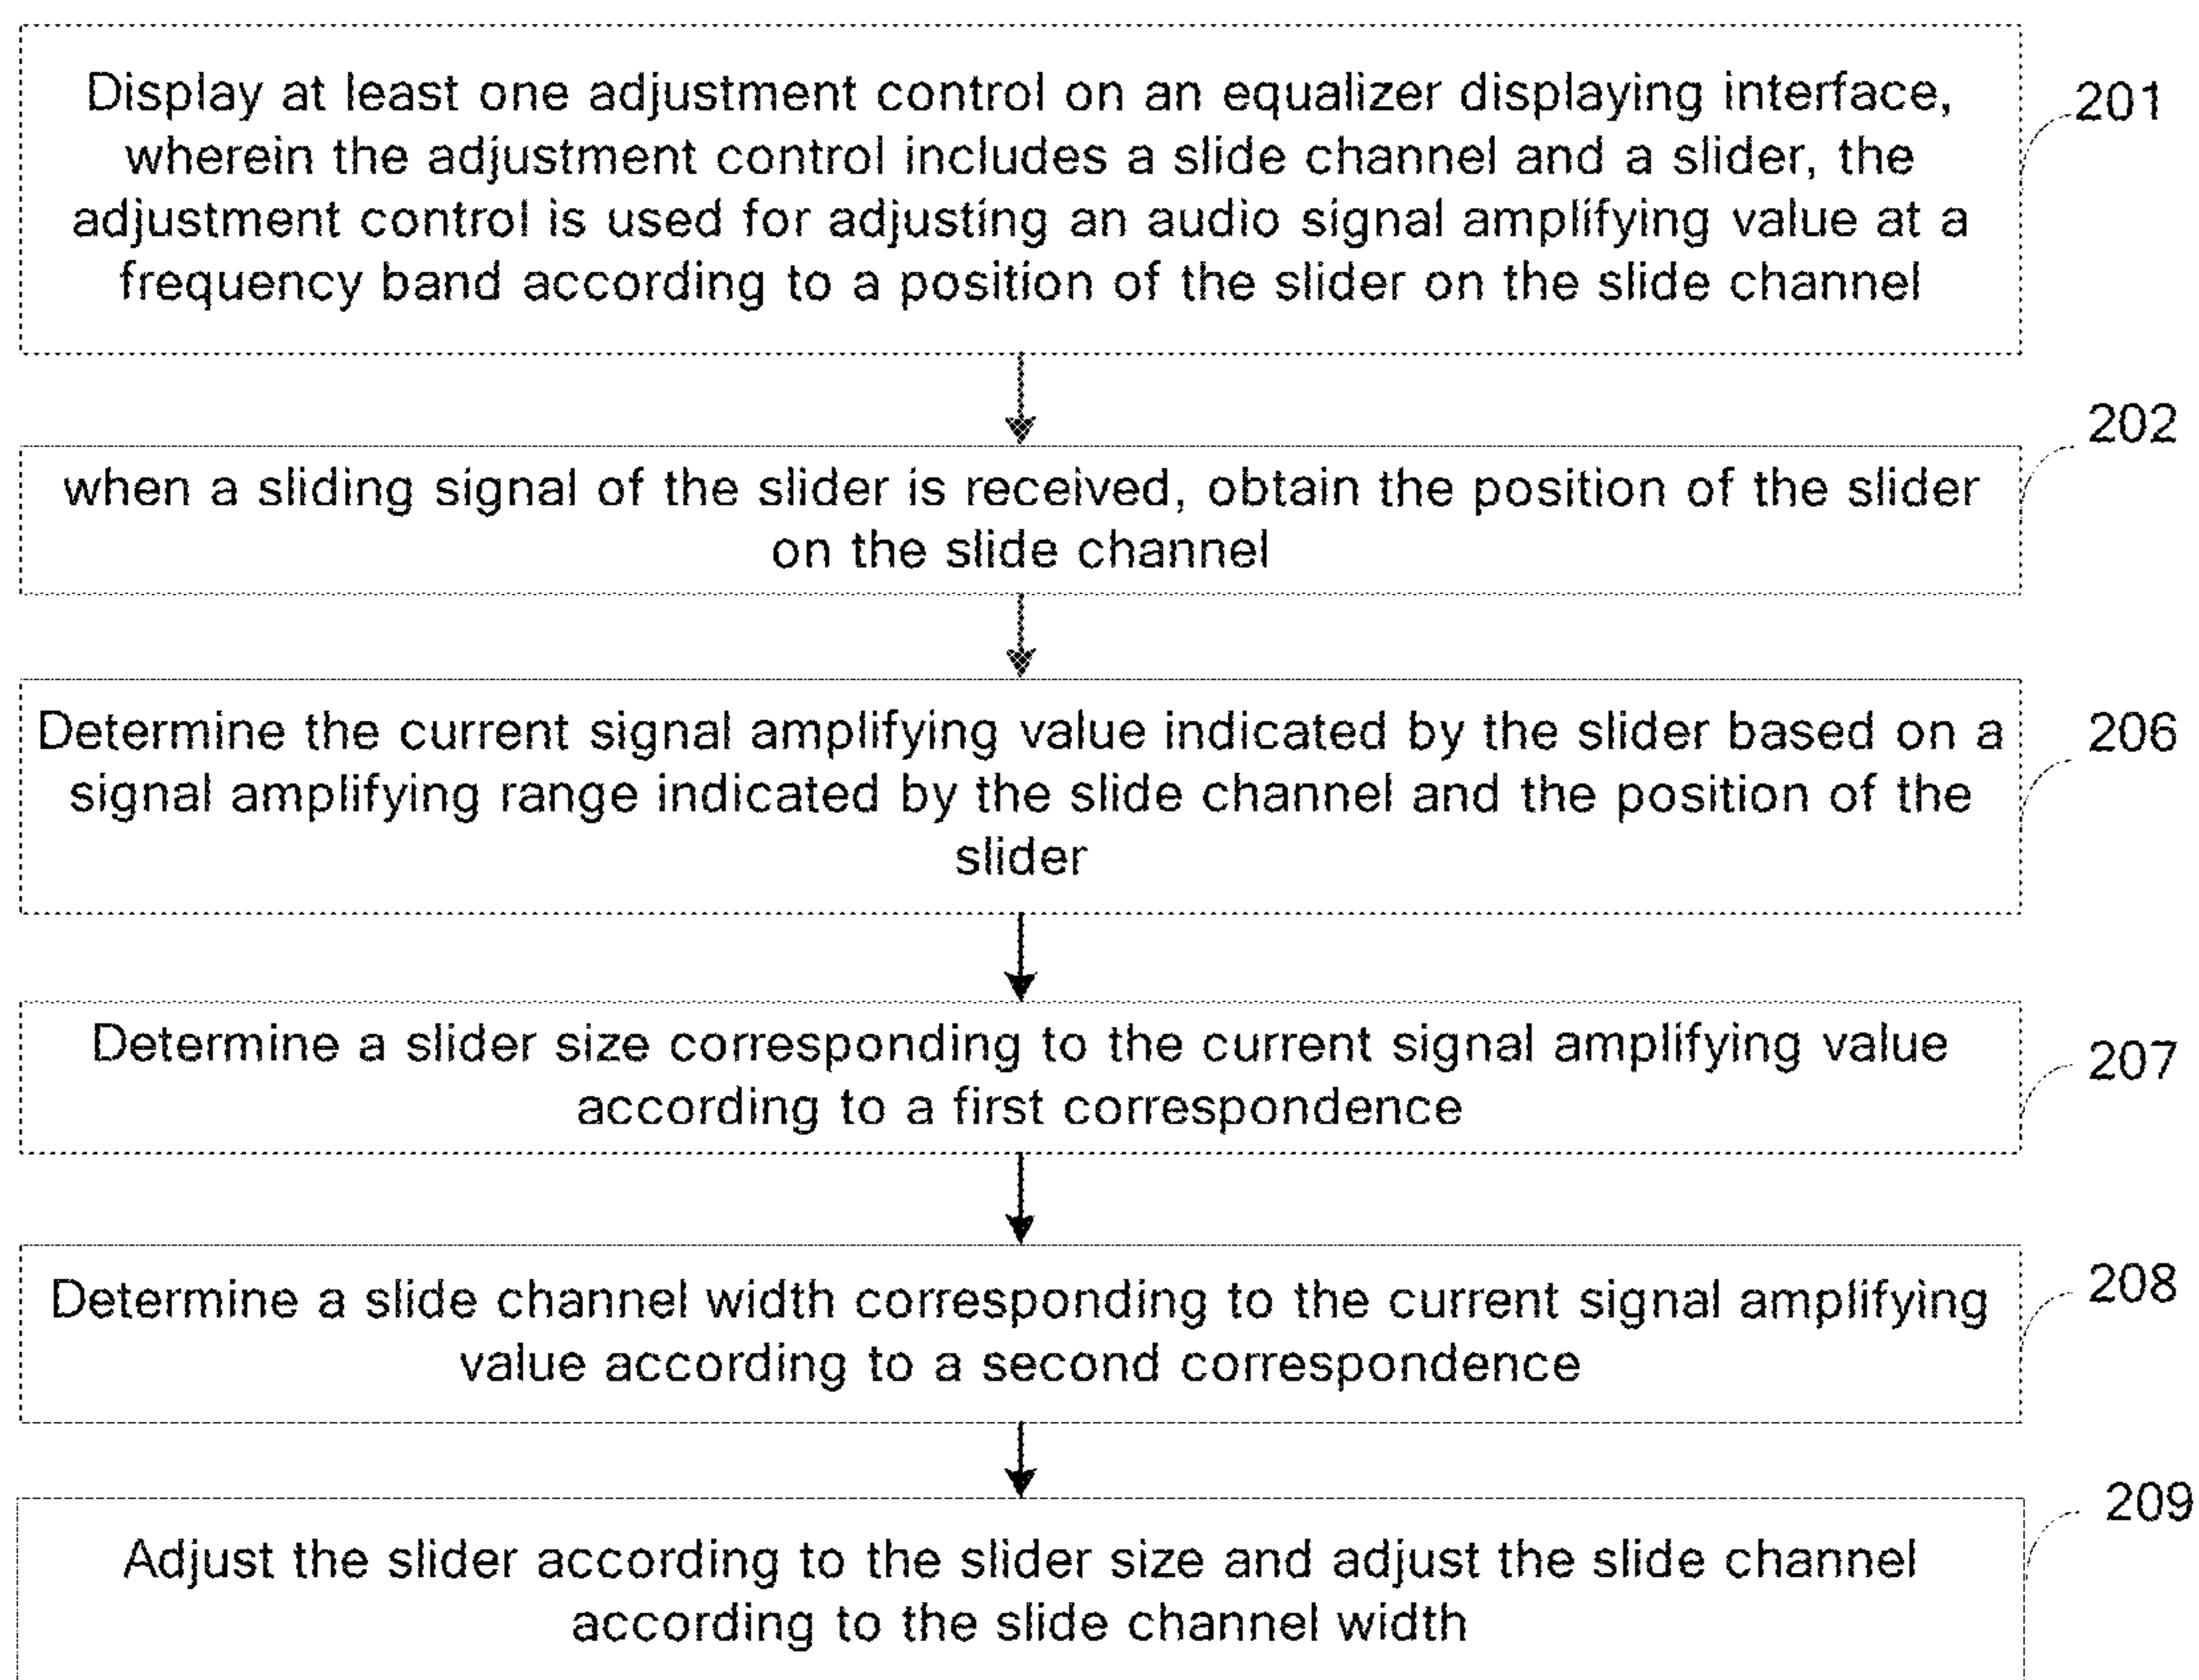 Display at least one adjustment control on an equalizer displaying interface,
wherein the adjustment control includes a slide channel and a slider, the
adjustment control is used for adjusting an audio signal amplifying value at a
frequency band according to a position of the slider on the slide channel
201
202
when a sliding signal of the slider is received, obtain the position of the slider
on the slide channel
Determine the current signal amplifying value indicated by the slider based on a
signal amplifying range indicated by the slide channel and the position of the
slider
206
Determine a slider size corresponding to the current signal amplifying value
according to a first correspondence
207
Determine a slide channel width corresponding to the current signal amplifying
value according to a second correspondence
208
209
Adjust the slider according to the slider size and adjust the slide channel
according to the slide channel width